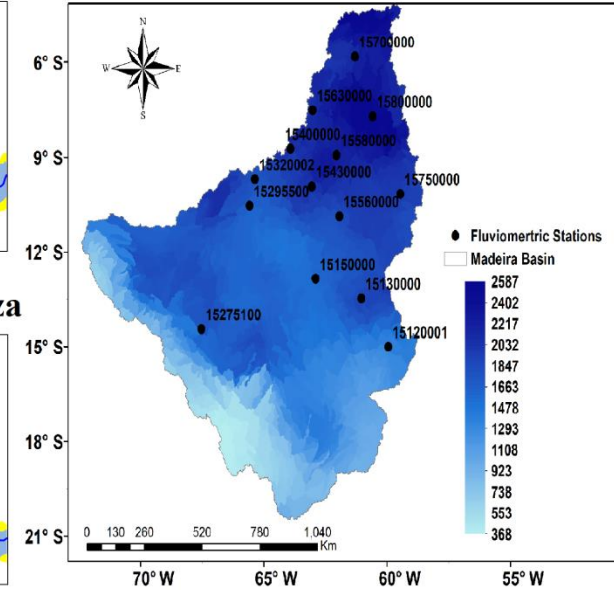 N
W
E
S
6° S
9° S
12° S
15° S
18° S
21° S
15700000
15630000
15800000
15400000
15580000
15320002
15430000
15750000
15295500
15560000
15150000
15130000
15275100
15120001
Fluviomertric Stations
Madeira Basin
2587
2402
2217
2032
1847
1663
1478
1293
1108
923
738
553
368
za
0 130 260 520 780 1,040
Km
70° W 65° W 60° W 55° W